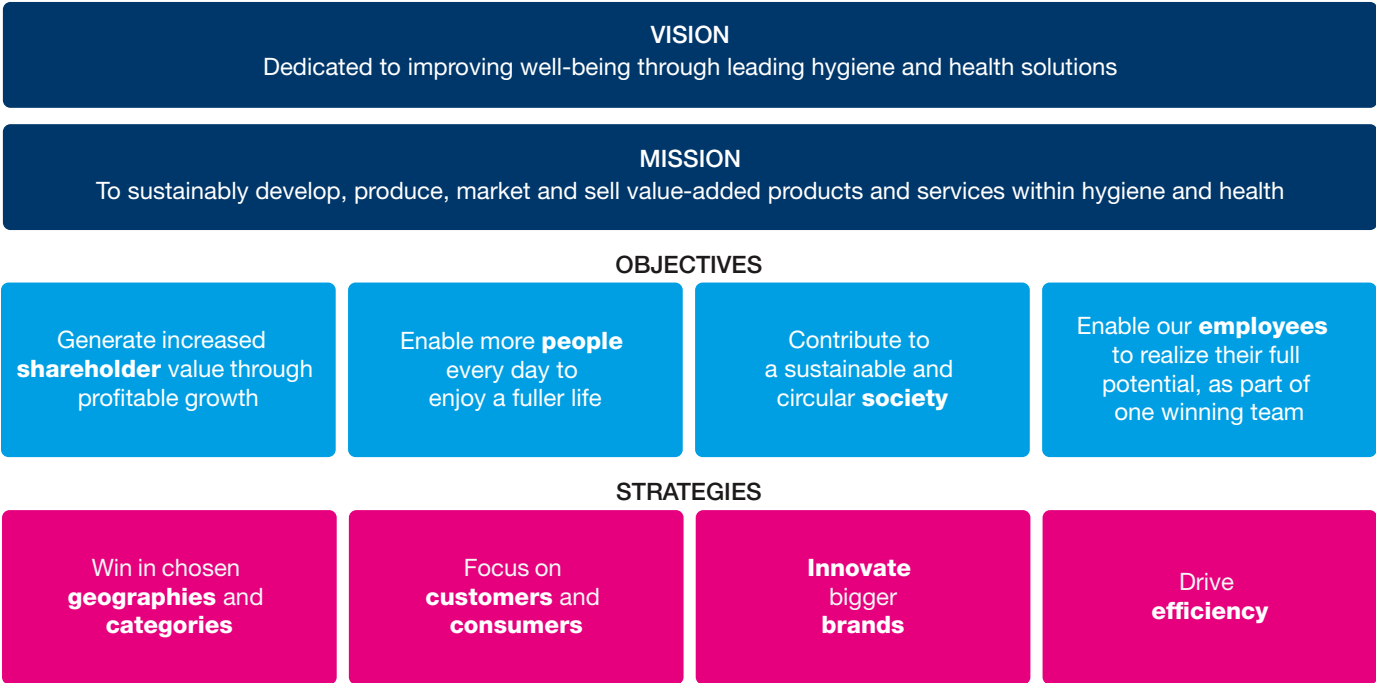 VISION
Dedicated to improving well-being through leading hygiene and health solutions
MISSION
To sustainably develop, produce, market and sell value-added products and services within hygiene and health
OBJECTIVES
Generate increased
shareholder value through
profitable growth
Enable more people
every day to
enjoy a fuller life
Contribute to
a sustainable and
circular society
Enable our employees
to realize their full
potential, as part of
one winning team
STRATEGIES
Win in chosen
geographies and
categories
Focus on
customers and
consumers
Innovate
bigger
brands
Drive
efficiency